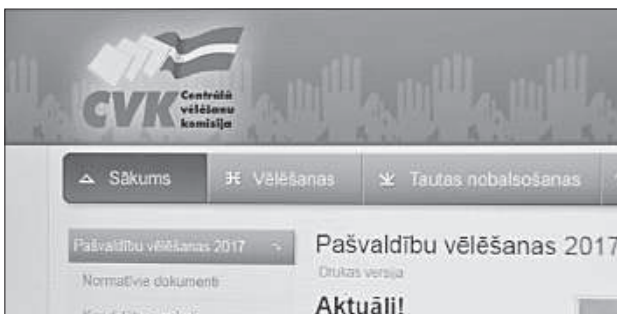 CVK Centrālā
vēlēšanu
komisija
Sākums Vēlēšanas Tautas nobalsošanas
Pašvaldību vēlēšanas 2017
Normatīvie dokumenti
Pašvaldību vēlēšanas 2017
Drukas versija
Aktuāli!